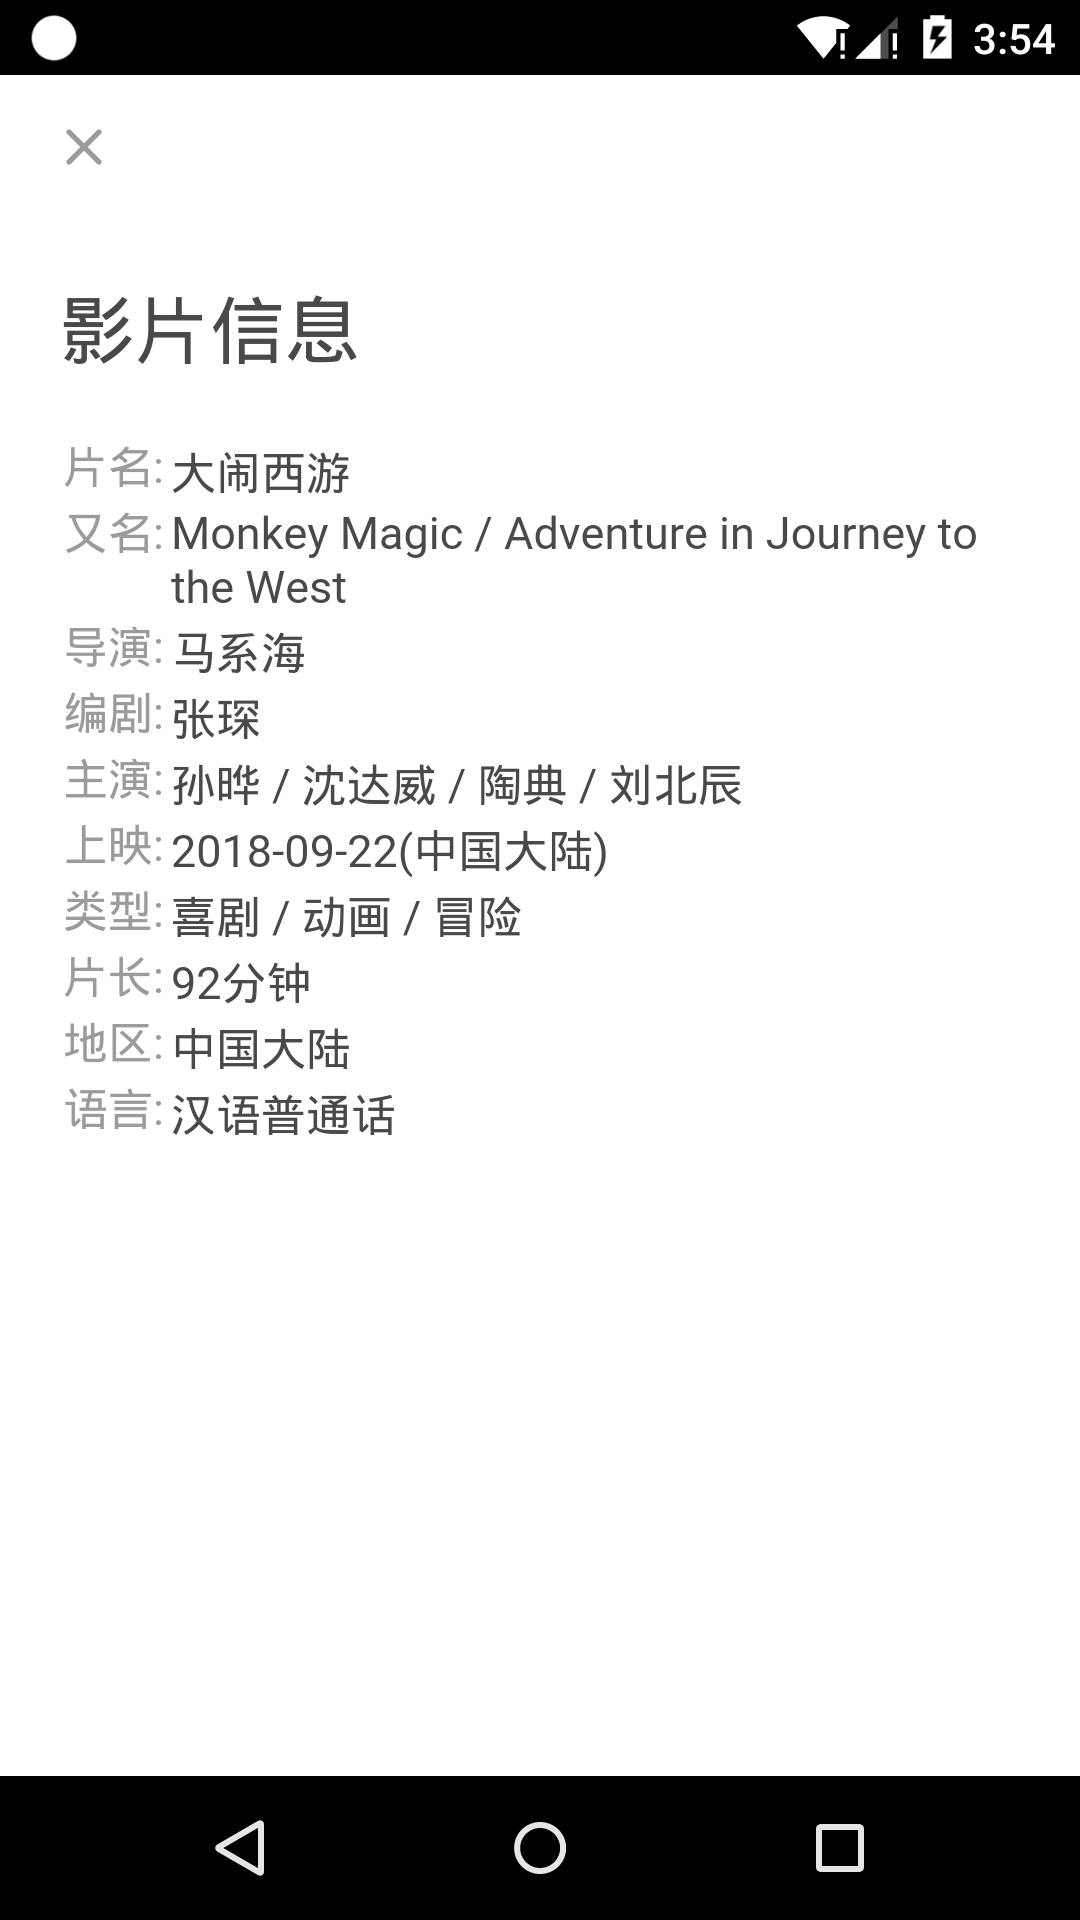 3:54
影片信息
片名: 大闹西游
又名: Monkey Magic / Adventure in Journey to
the West
导演: 马系海
编剧: 张琛
主演: 孙晔 / 沈达威 / 陶典 / 刘北辰
上映: 2018-09-22(中国大陆)
类型: 喜剧 / 动画 / 冒险
片长: 92分钟
地区: 中国大陆
语言: 汉语普通话